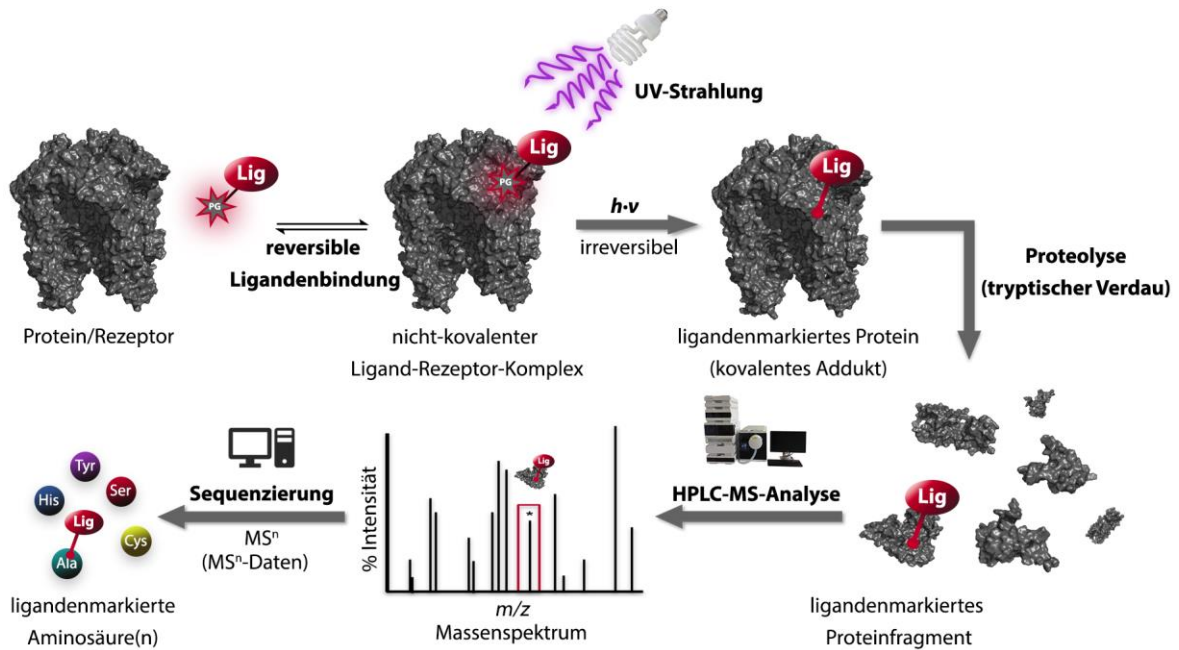 UV-Strahlung
Lig
PG
Lig
PG
Lig
reversible
Ligandenbindung
h·ν
irreversibel
Proteolyse
(tryptischer Verdau)
Protein/Rezeptor
nicht-kovalenter
Ligand-Rezeptor-Komplex
ligandenmarkiertes Protein
(kovalentes Addukt)
Tyr
His
Ser
Lig
Cys
Ala
Sequenzierung
MSⁿ
(MSⁿ-Daten)
% Intensität
Lig
*
HPLC-MS-Analyse
Lig
ligandenmarkierte
Aminosäure(n)
m/z
Massenspektrum
ligandenmarkiertes
Proteinfragment